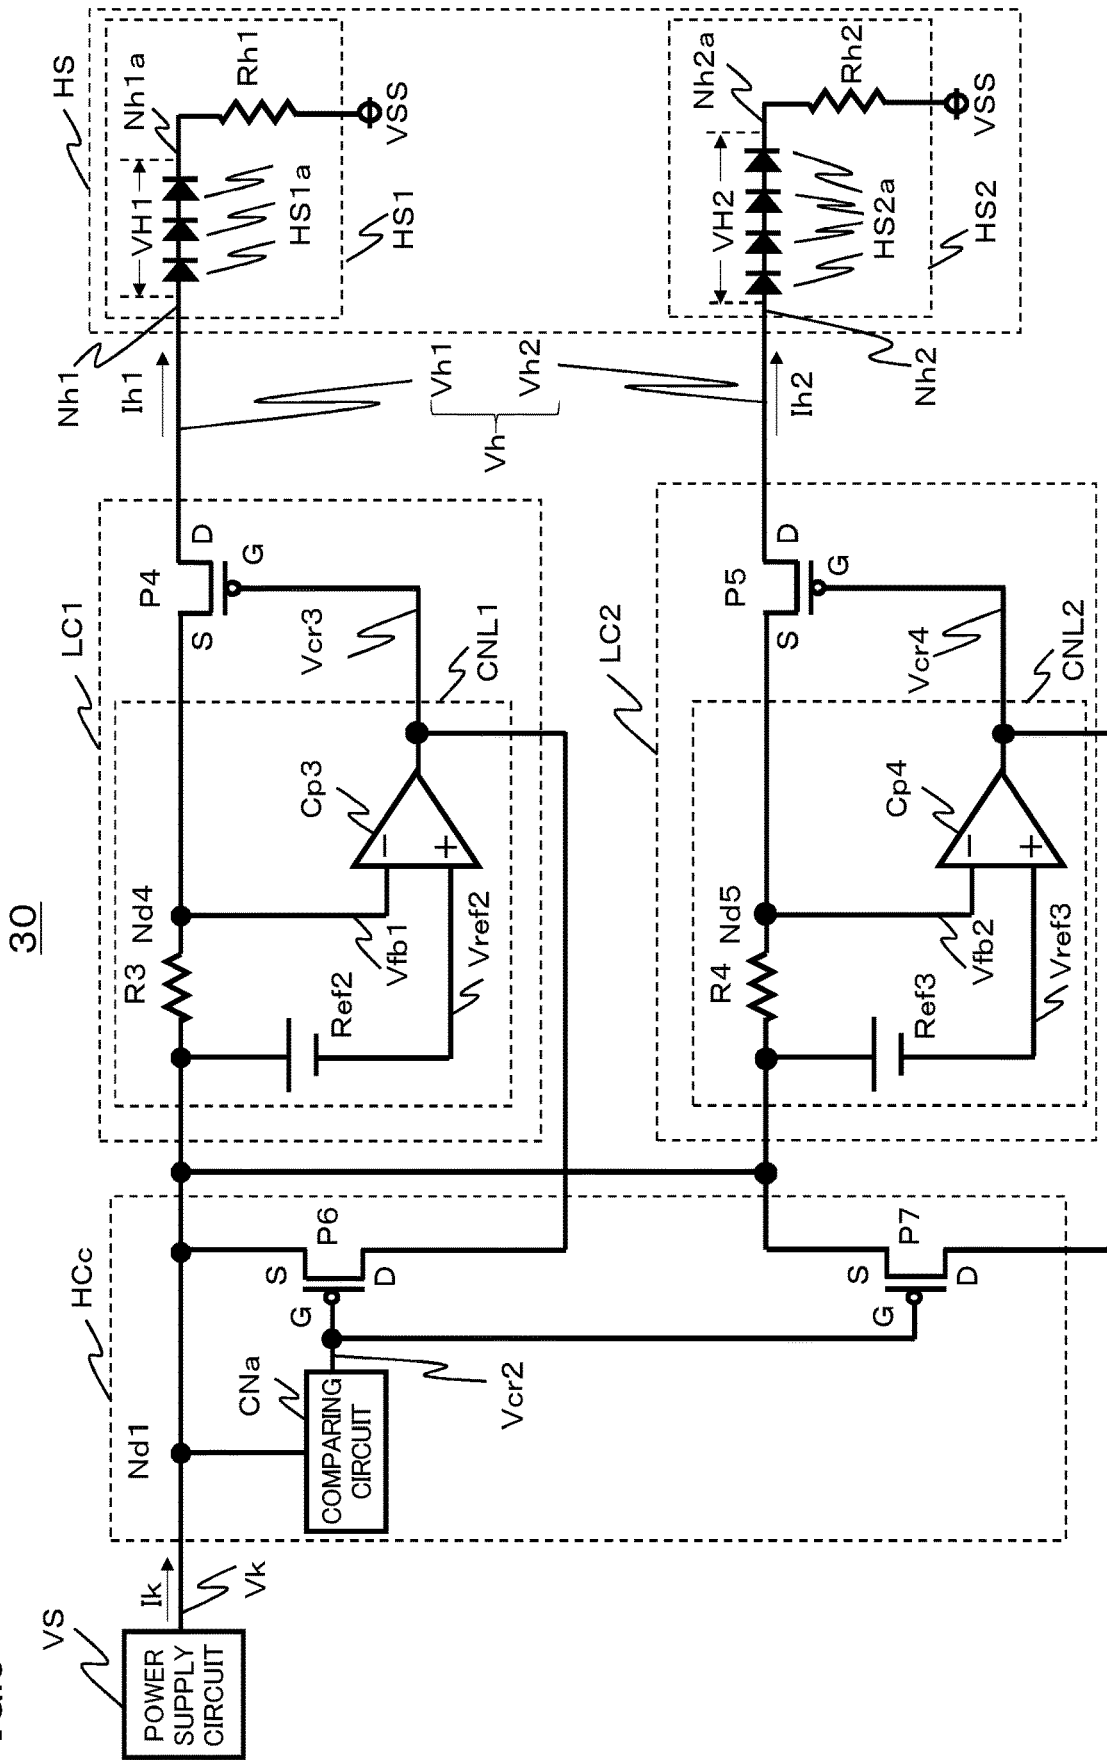 30
VS
POWER
SUPPLY
CIRCUIT
Ik
Vk
HCc
Nd1
CNa
COMPARING
CIRCUIT
Vcr2
G
S
D
P6
G
S
D
P7
LC1
R3
Nd4
Ref2
Vfb1
Vref2
Cp3
−
+
CNL1
Vcr3
P4
S
D
G
LC2
R4
Nd5
Ref3
Vfb2
Vref3
Cp4
−
+
CNL2
Vcr4
P5
S
D
G
Vh
Vh1
Vh2
Nh1
Ih1
Ih2
Nh2
HS
VH1
Nh1a
HS1a
Rh1
VSS
HS1
VH2
Nh2a
HS2a
Rh2
VSS
HS2